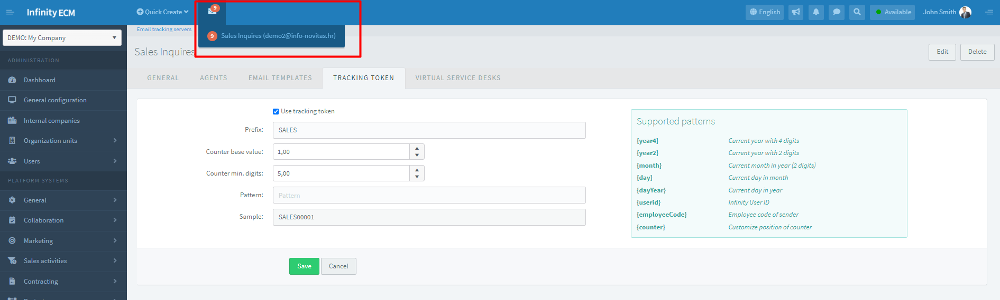 Infinity ECM
Quick Create
9
English
Available
John Smith
Email tracking servers
9 Sales Inquires (demo2@info-novitas.hr)
DEMO: My Company
Sales Inquires
Edit
Delete
ADMINISTRATION
Dashboard
General configuration
Internal companies
Organization units
Users
PLATFORM SYSTEMS
General
Collaboration
Marketing
Sales activities
Contracting
GENERAL
AGENTS
EMAIL TEMPLATES
TRACKING TOKEN
VIRTUAL SERVICE DESKS
Use tracking token
Prefix: SALES
Counter base value: 1,00
Counter min. digits: 5,00
Pattern: Pattern
Sample: SALES00001
Supported patterns
{year4} Current year with 4 digits
{year2} Current year with 2 digits
{month} Current month in year (2 digits)
{day} Current day in month
{dayYear} Current day in year
{userid} Infinity User ID
{employeeCode} Employee code of sender
{counter} Customize position of counter
Save
Cancel